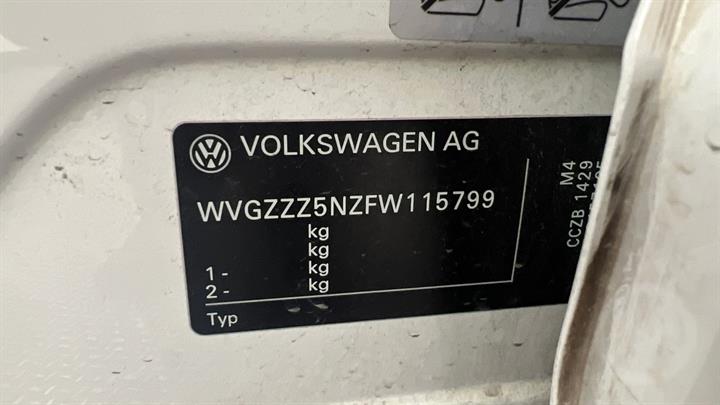 VOLKSWAGEN AG
WVGZZZ5NZFW115799
kg
kg
1 - kg
2 - kg
Typ
M4
CCZB 1429